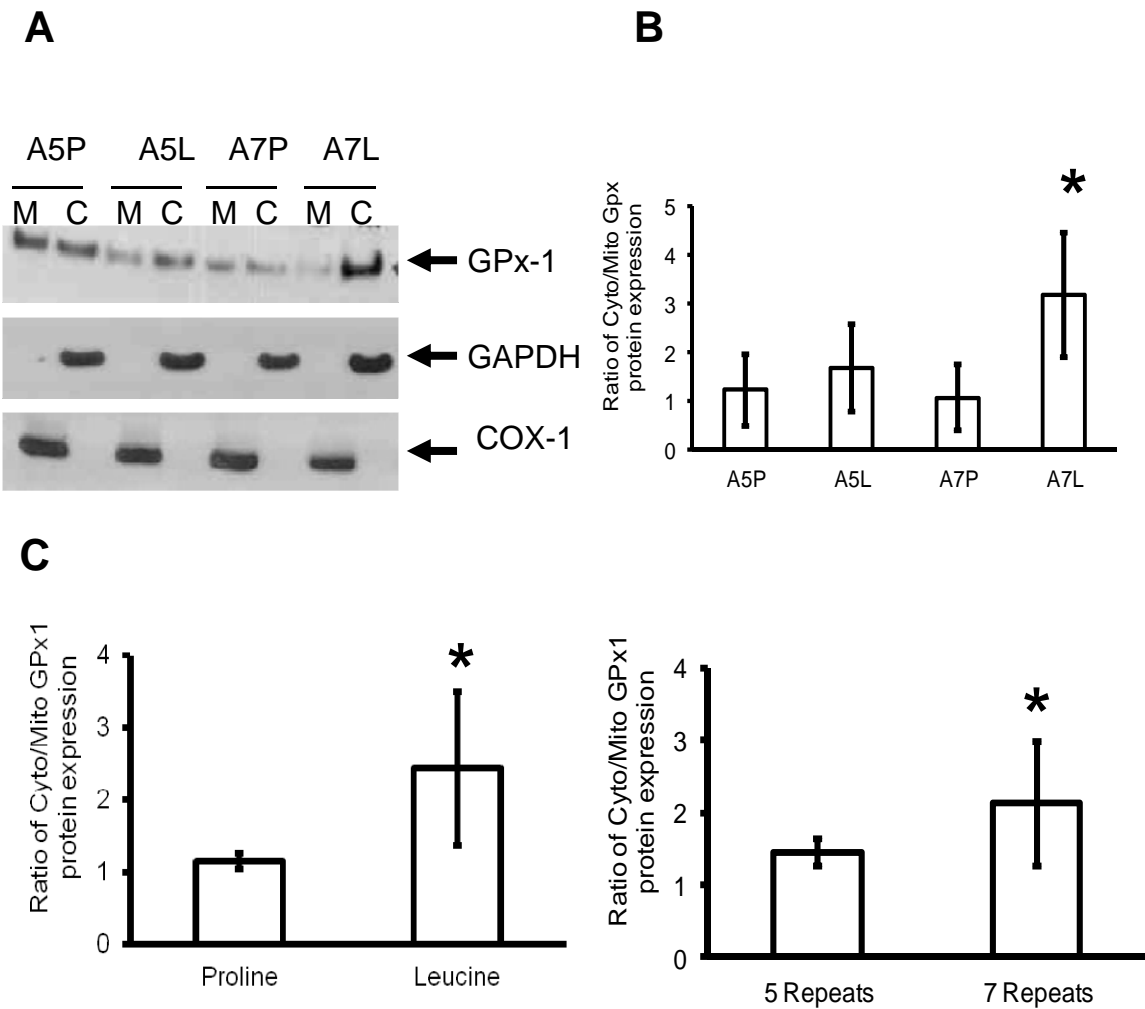 A
A5P A5L A7P A7L
M C M C M C M C
GPx-1
GAPDH
COX-1
B
Ratio of Cyto/Mito Gpx
protein expression
5
4
3
2
1
0
*
A5P A5L A7P A7L
C
Ratio of Cyto/Mito GPx1
protein expression
4
3
2
1
0
*
Proline Leucine
Ratio of Cyto/Mito GPx1
protein expression
4
3
2
1
0
*
5 Repeats 7 Repeats